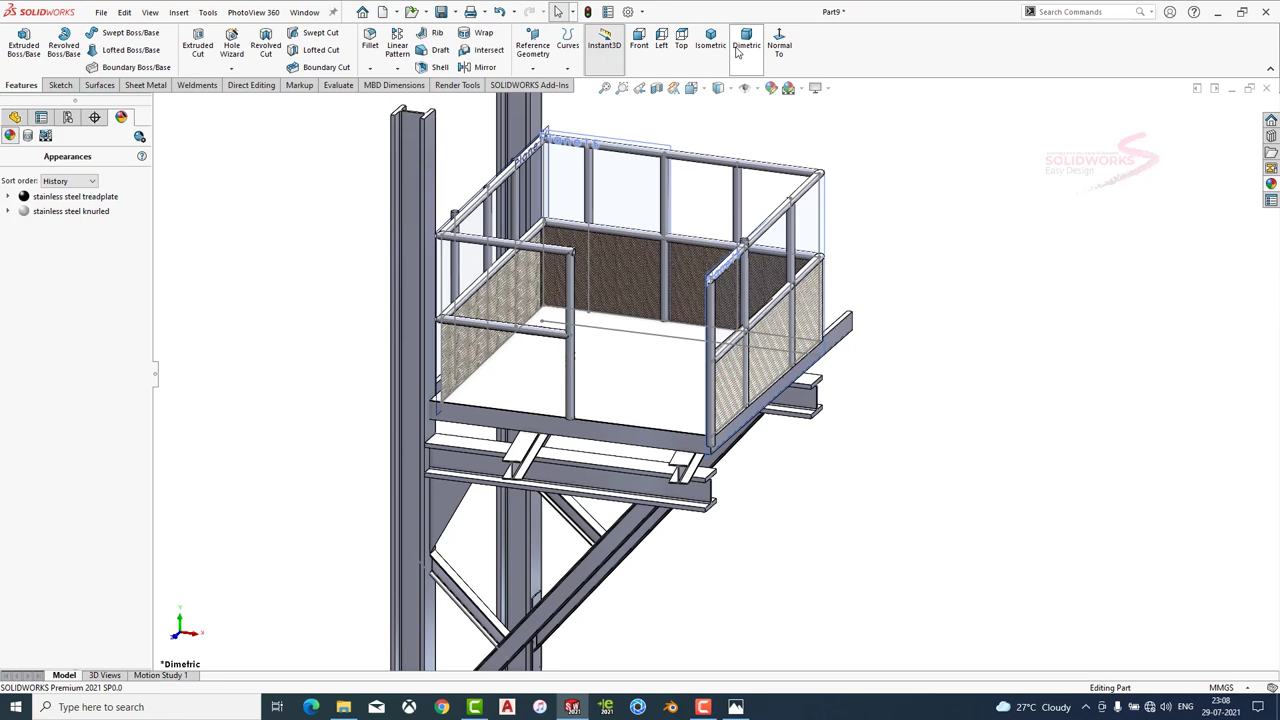 SOLIDWORKS File Edit View Insert Tools PhotoView 360 Window Part9 * Search Commands
Extruded Boss/Base Revolved Boss/Base Swept Boss/Base Lofted Boss/Base Boundary Boss/Base Extruded Cut Hole Wizard Revolved Cut Swept Cut Lofted Cut Boundary Cut Fillet Linear Pattern Rib Draft Shell Wrap Intersect Mirror Reference Geometry Curves Instant3D Front Left Top Isometric Dimetric Normal To
Features Sketch Surfaces Sheet Metal Weldments Direct Editing Markup Evaluate MBD Dimensions Render Tools SOLIDWORKS Add-Ins
Appearances
Sort order: History
stainless steel treadplate
stainless steel knurled
SOLIDWORKS
Easy Design
Y
X
*Dimetric
Model 3D Views Motion Study 1
SOLIDWORKS Premium 2021 SP0.0 Editing Part MMGS
Type here to search 27°C Cloudy ENG 23:08
29-07-2021